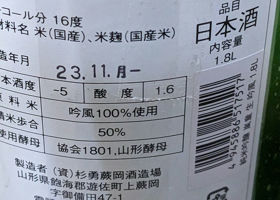 コール分 16度
材料名 米(国産)、米麹(国産米)
造年月
23.11.月―
本酒度 -5 酸度 1.6
原料米 吟風100%使用
精米歩合 50%
使用酵母 協会1801,山形酵母
製造者 (資)杉勇蕨岡酒造場
山形県飽海郡遊佐町上蕨岡
字御備田47-1
品目
日本酒
内容量
1.8L
4945886517517